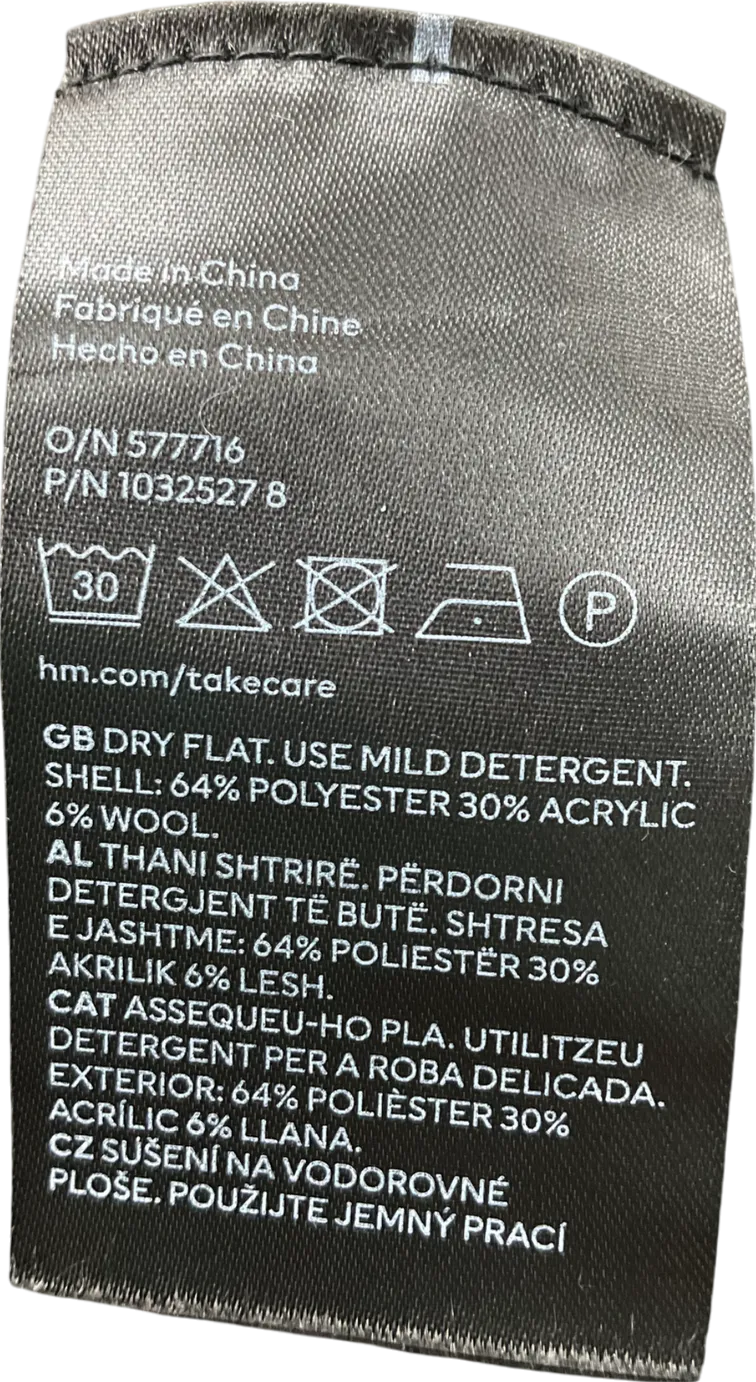 Made in China
Fabriqué en Chine
Hecho en China
O/N 577716
P/N 1032527 8
30
P
hm.com/takecare
GB DRY FLAT. USE MILD DETERGENT.
SHELL: 64% POLYESTER 30% ACRYLIC
6% WOOL.
AL THANI SHTRIRË. PËRDORNI
DETERGJENT TË BUTË. SHTRESA
E JASHTME: 64% POLIESTËR 30%
AKRILIK 6% LESH.
CAT ASSEQUEU-HO PLA. UTILITZEU
DETERGENT PER A ROBA DELICADA.
EXTERIOR: 64% POLIÈSTER 30%
ACRÍLIC 6% LLANA.
CZ SUŠENÍ NA VODOROVNÉ
PLOŠE. POUŽIJTE JEMNÝ PRACÍ